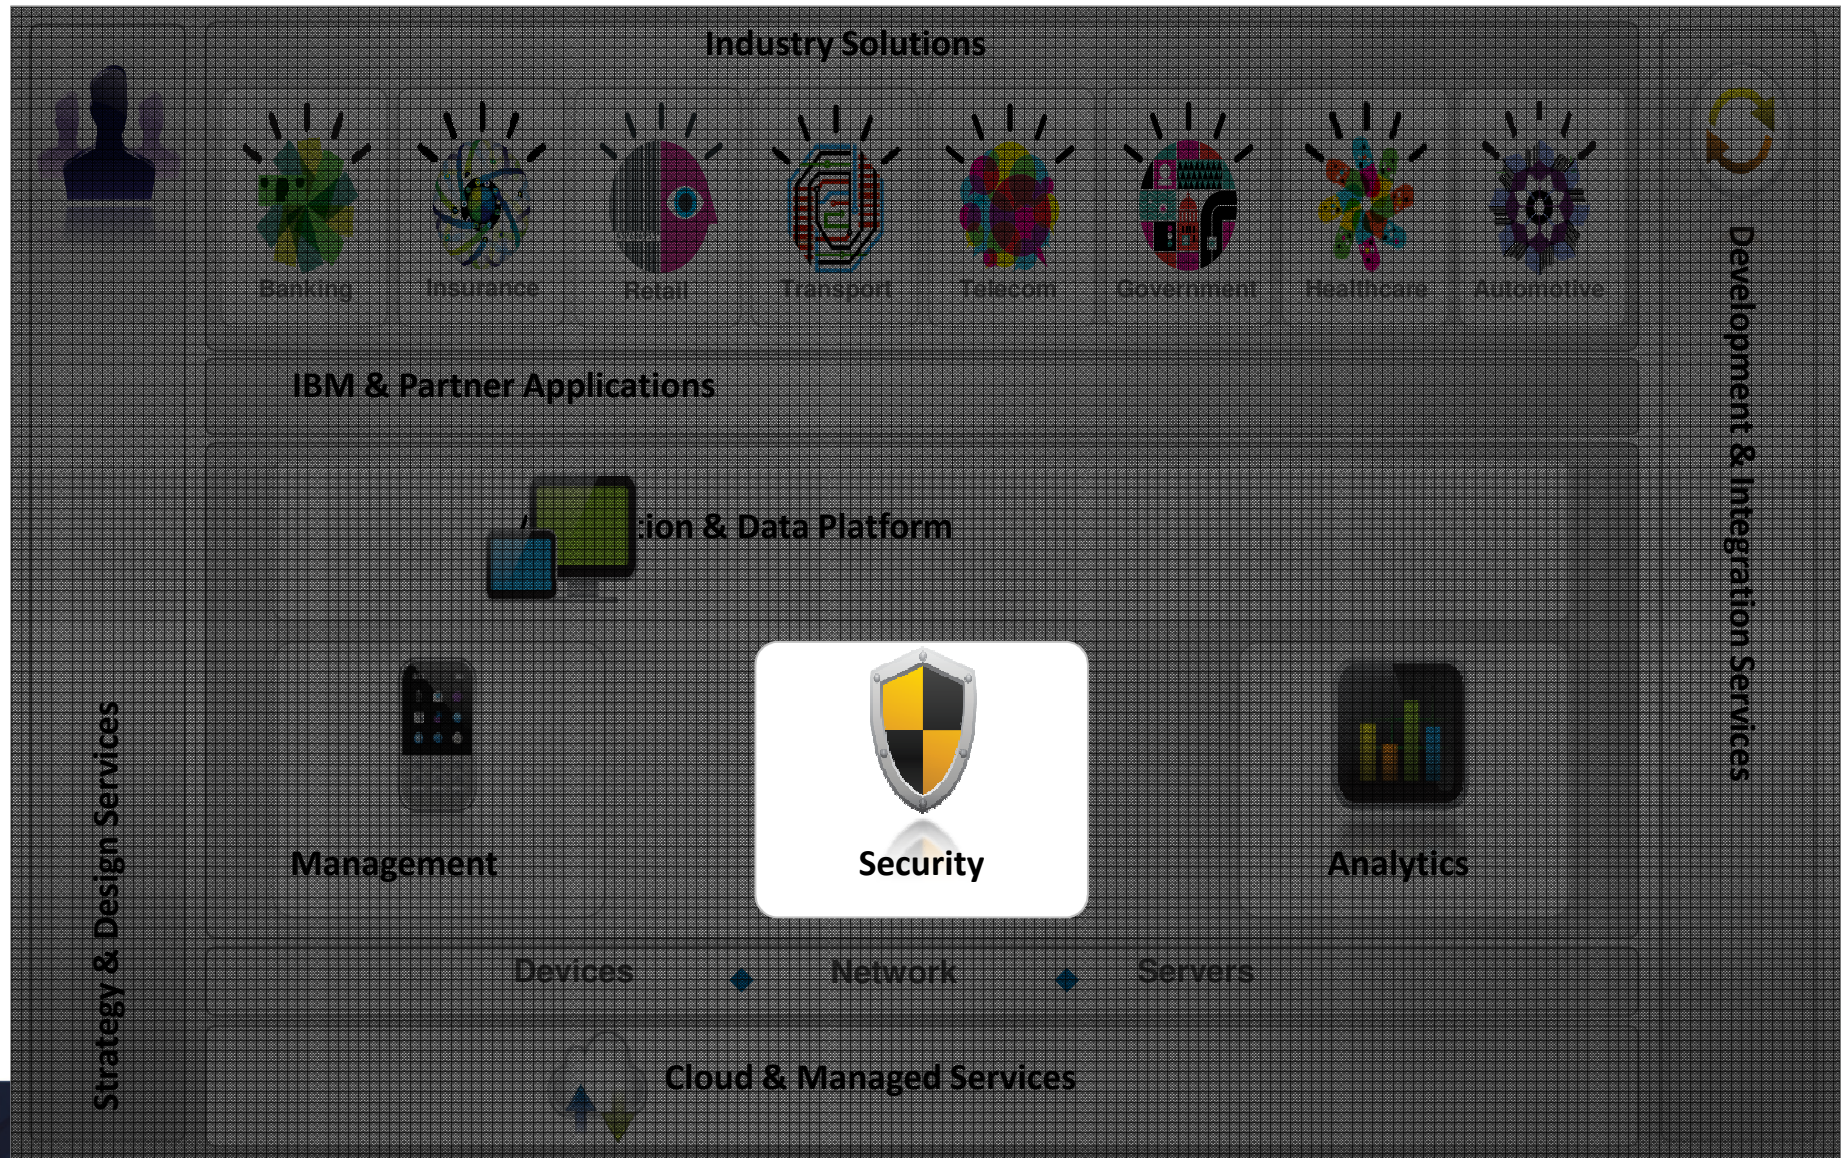 Industry Solutions
Banking
Insurance
Retail
Transport
Telecom
Government
Healthcare
Automotive
IBM & Partner Applications
tion & Data Platform
Management
Security
Analytics
Devices
Network
Servers
Cloud & Managed Services
Strategy & Design Services
Development & Integration Services